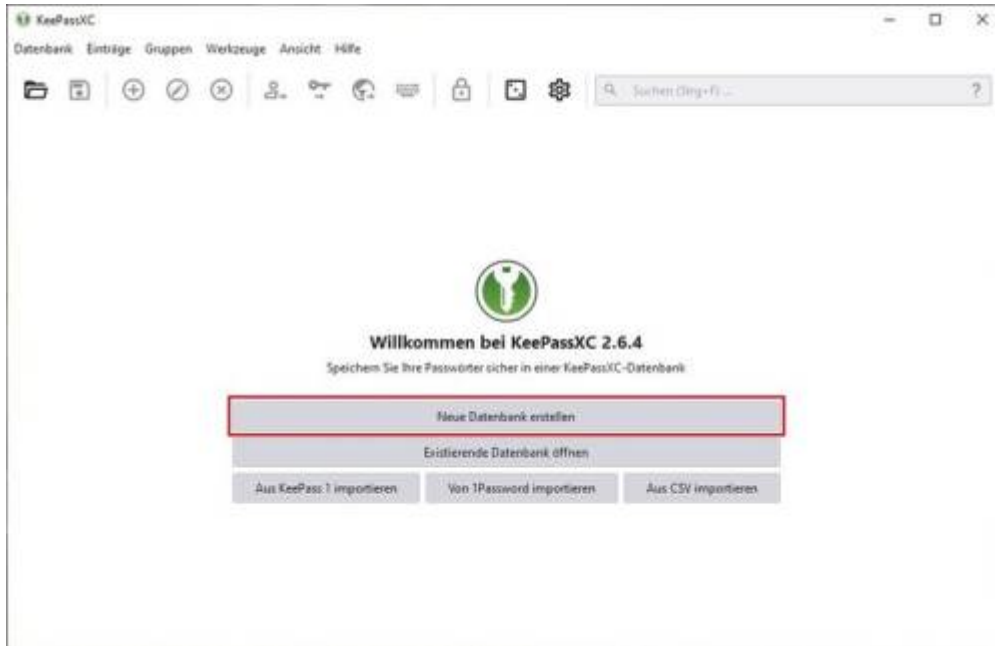 KeePassXC
Datenbank Einträge Gruppen Werkzeuge Ansicht Hilfe
Suchen (Strg+F) ... ?
Willkommen bei KeePassXC 2.6.4
Speichern Sie Ihre Passwörter sicher in einer KeePassXC-Datenbank
Neue Datenbank erstellen
Existierende Datenbank öffnen
Aus KeePass 1 importieren Von 1Password importieren Aus CSV importieren